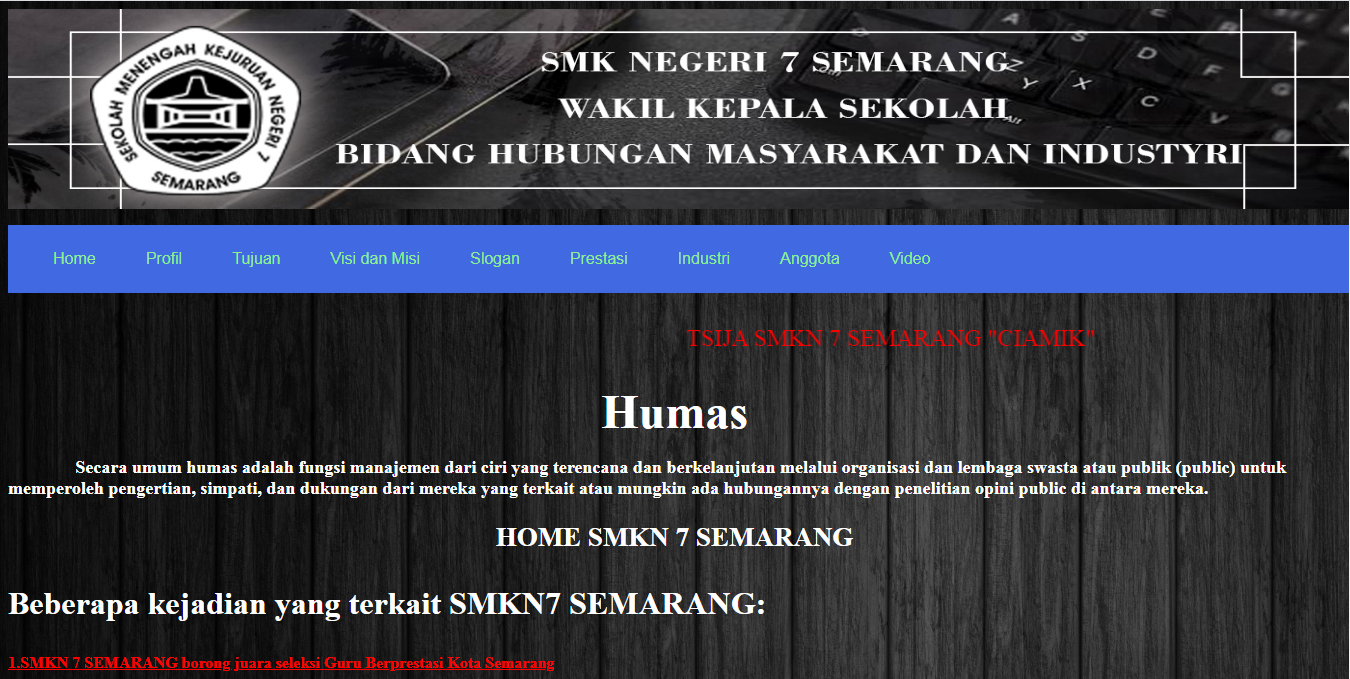 SEKOLAH MENENGAH KEJURUAN NEGERI 7
SEMARANG
SMK NEGERI 7 SEMARANG
WAKIL KEPALA SEKOLAH
BIDANG HUBUNGAN MASYARAKAT DAN INDUSTYRI
Home Profil Tujuan Visi dan Misi Slogan Prestasi Industri Anggota Video
TSIJA SMKN 7 SEMARANG "CIAMIK"
Humas
Secara umum humas adalah fungsi manajemen dari ciri yang terencana dan berkelanjutan melalui organisasi dan lembaga swasta atau publik (public) untuk
memperoleh pengertian, simpati, dan dukungan dari mereka yang terkait atau mungkin ada hubungannya dengan penelitian opini public di antara mereka.
HOME SMKN 7 SEMARANG
Beberapa kejadian yang terkait SMKN7 SEMARANG:
1.SMKN 7 SEMARANG borong juara seleksi Guru Berprestasi Kota Semarang